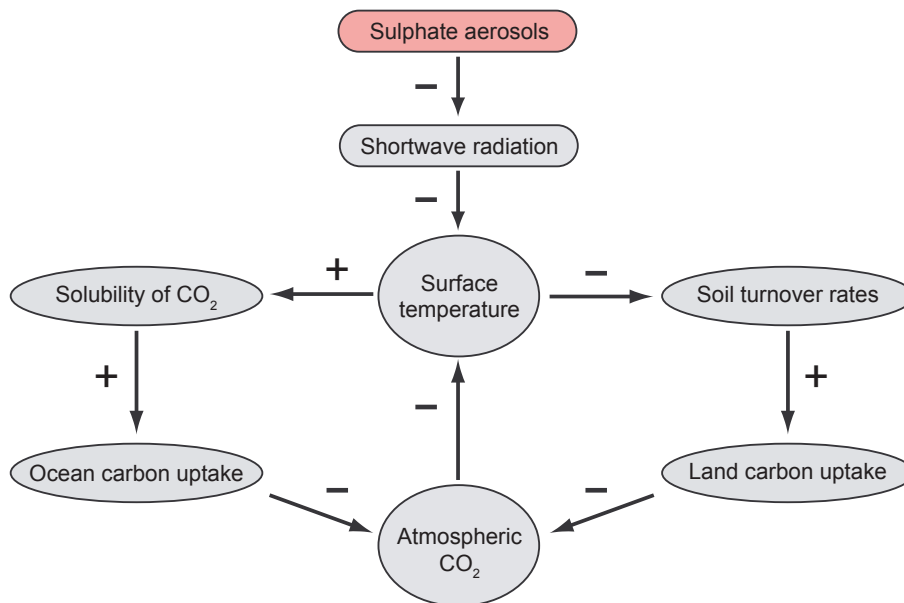 Sulphate aerosols
−
Shortwave radiation
−
Surface
temperature
+
−
Solubility of CO₂
Soil turnover rates
+
−
+
Ocean carbon uptake
Land carbon uptake
−
−
Atmospheric
CO₂